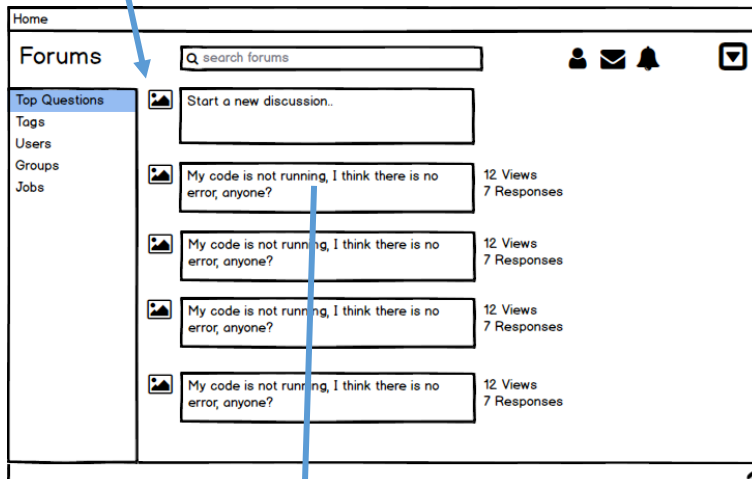 Home
Forums
search forums
Top Questions
Tags
Users
Groups
Jobs
Start a new discussion..
My code is not running, I think there is no
error, anyone?
12 Views
7 Responses
My code is not running, I think there is no
error, anyone?
12 Views
7 Responses
My code is not running, I think there is no
error, anyone?
12 Views
7 Responses
My code is not running, I think there is no
error, anyone?
12 Views
7 Responses